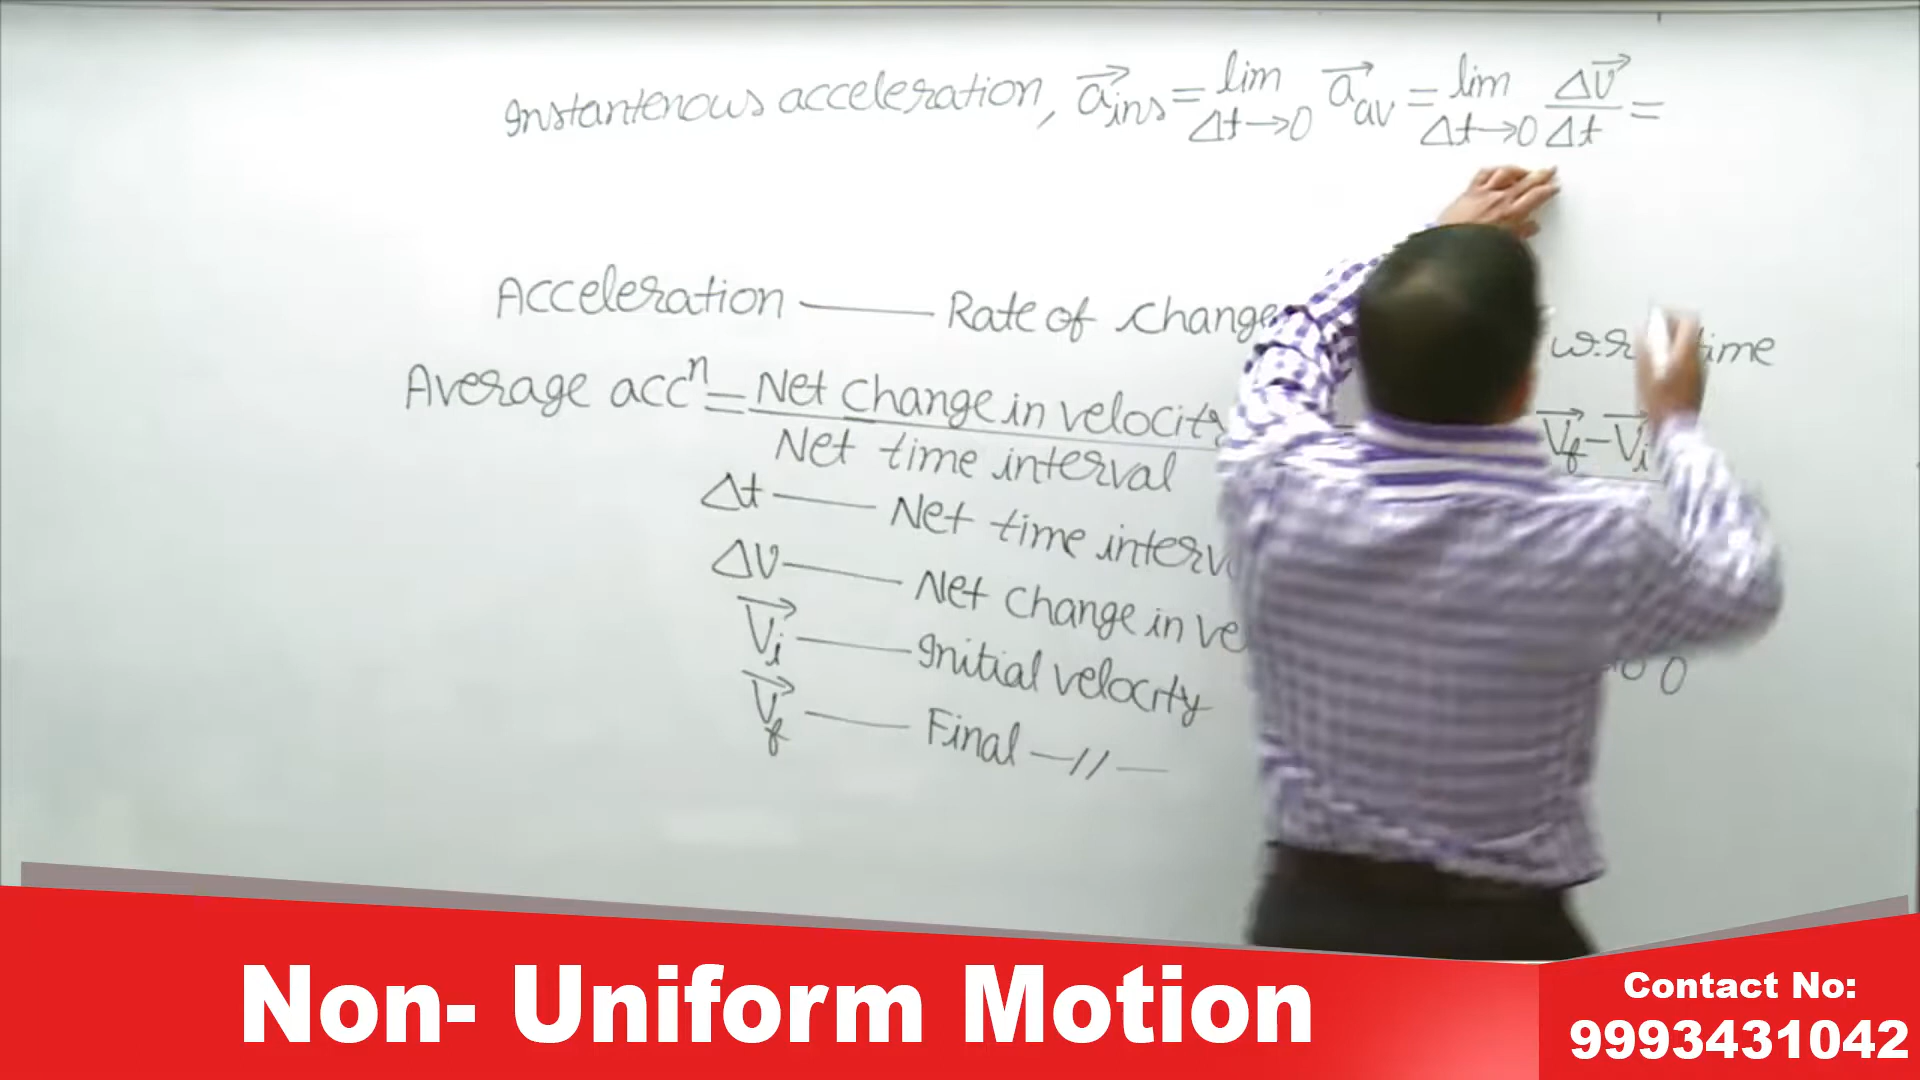 Instantenous acceleration, a⃗ins = lim Δt→0 a⃗av = lim Δt→0 Δv⃗/Δt =
Acceleration — Rate of change time
Average accⁿ = Net change in velocity / Net time interval V⃗f − V⃗i
Δt — Net time
Δv — Net change in
V⃗i — Initial velocity
V⃗f — Final —//—
Non- Uniform Motion
Contact No:
9993431042